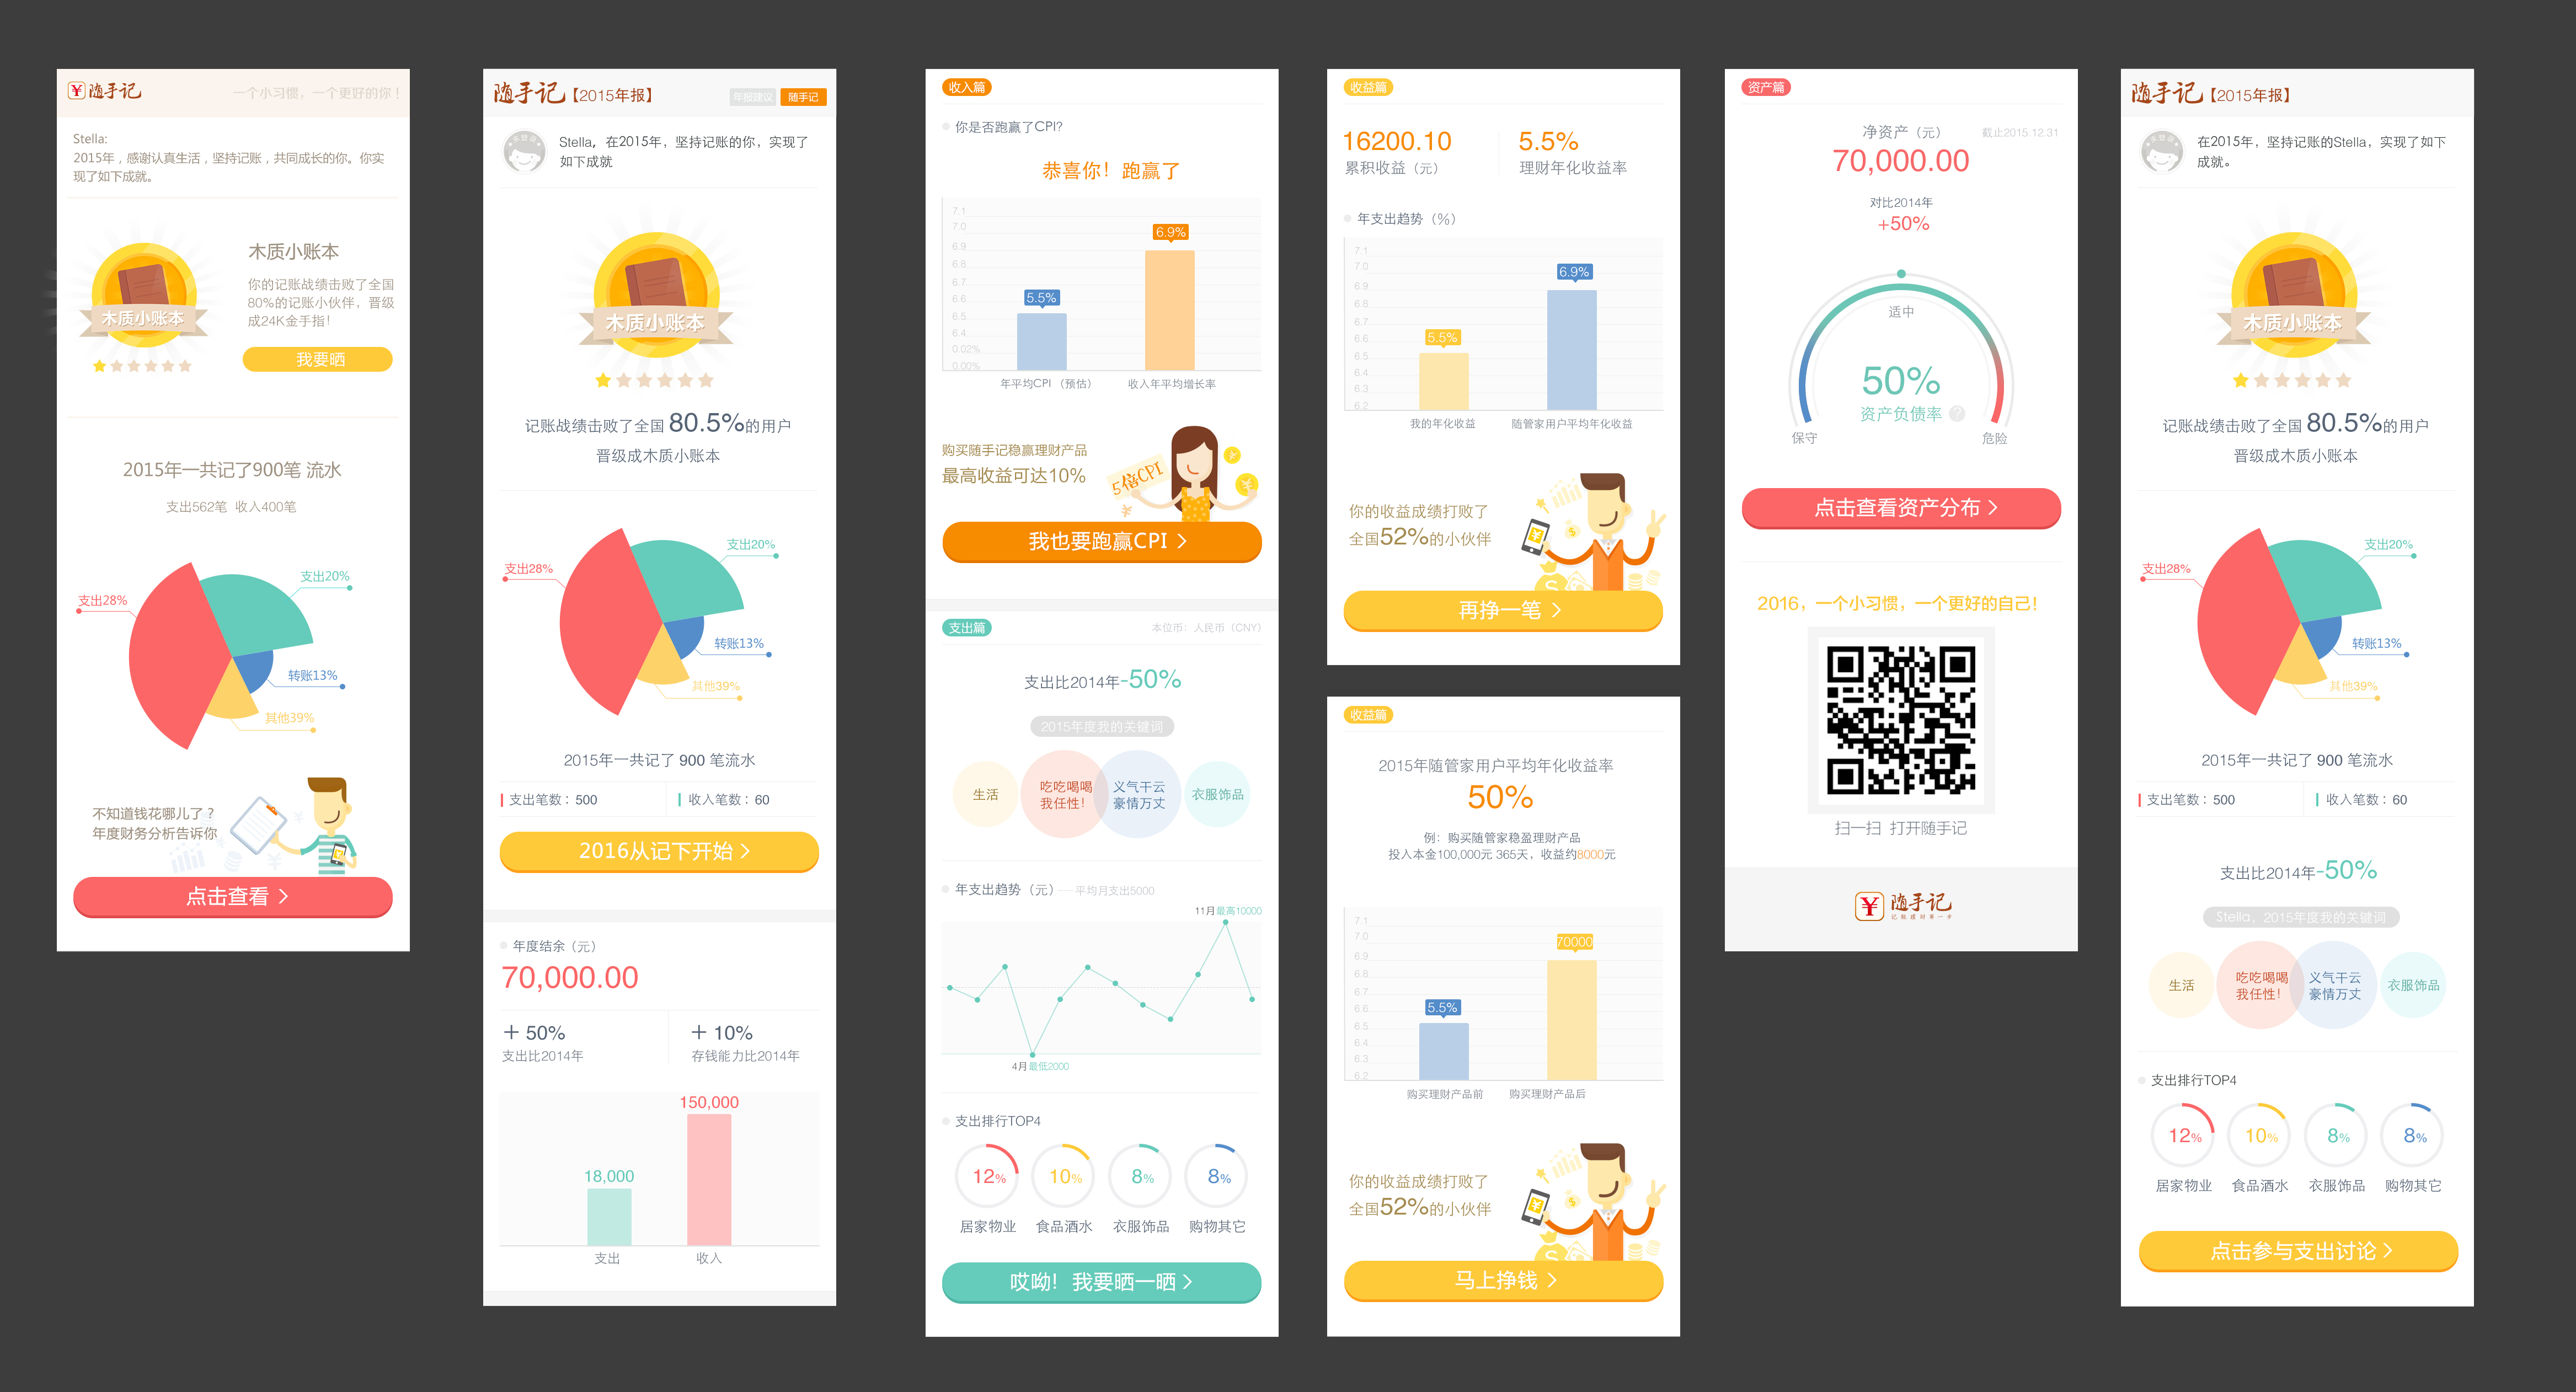 随手记
一个小习惯，一个更好的你！
Stella:
2015年，感谢认真生活，坚持记账，共同成长的你。你实
现了如下成就。
木质小账本
木质小账本
你的记账战绩击败了全国
80%的记账小伙伴，晋级
成24K金手指！
我要晒
2015年一共记了900笔 流水
支出562笔 收入400笔
支出20%
支出28%
转账13%
其他39%
不知道钱花哪儿了？
年度财务分析告诉你
点击查看
随手记【2015年报】
年报建议
随手记
Stella，在2015年，坚持记账的你，实现了
如下成就
木质小账本
记账战绩击败了全国 80.5%的用户
晋级成木质小账本
支出20%
支出28%
转账13%
其他39%
2015年一共记了 900 笔流水
支出笔数：500
收入笔数：60
2016从记下开始
年度结余（元）
70,000.00
+ 50%
支出比2014年
+ 10%
存钱能力比2014年
150,000
18,000
支出
收入
收入篇
你是否跑赢了CPI?
恭喜你！跑赢了
7.1
7.0
6.9
6.8
6.7
6.6
6.5
6.4
0.02%
0.00%
5.5%
6.9%
年平均CPI （预估）
收入年平均增长率
购买随手记稳赢理财产品
最高收益可达10%
5倍CPI
我也要跑赢CPI
支出篇
本位币：人民币（CNY）
支出比2014年-50%
2015年度我的关键词
生活
吃吃喝喝
我任性！
义气干云
豪情万丈
衣服饰品
年支出趋势（元）
平均月支出5000
11月最高10000
4月最低2000
支出排行TOP4
12%
10%
8%
8%
居家物业
食品酒水
衣服饰品
购物其它
哎呦！我要晒一晒
收益篇
16200.10
累积收益（元）
5.5%
理财年化收益率
年支出趋势（%）
7.1
7.0
6.9
6.8
6.7
6.6
6.5
6.4
6.3
6.2
5.5%
6.9%
我的年化收益
随管家用户平均年化收益
你的收益成绩打败了
全国52%的小伙伴
再挣一笔
收益篇
2015年随管家用户平均年化收益率
50%
例：购买随管家稳盈理财产品
投入本金100,000元 365天，收益约8000元
7.1
7.0
6.9
6.8
6.7
6.6
6.5
6.4
6.3
6.2
5.5%
70000
购买理财产品前
购买理财产品后
你的收益成绩打败了
全国52%的小伙伴
马上挣钱
资产篇
净资产（元）
截止2015.12.31
70,000.00
对比2014年
+50%
适中
50%
资产负债率 ?
保守
危险
点击查看资产分布
2016，一个小习惯，一个更好的自己！
扫一扫 打开随手记
随手记
记账理财第一步
随手记【2015年报】
在2015年，坚持记账的Stella，实现了如下
成就。
木质小账本
记账战绩击败了全国 80.5%的用户
晋级成木质小账本
支出20%
支出28%
转账13%
其他39%
2015年一共记了 900 笔流水
支出笔数：500
收入笔数：60
支出比2014年-50%
Stella，2015年度我的关键词
生活
吃吃喝喝
我任性！
义气干云
豪情万丈
衣服饰品
支出排行TOP4
12%
10%
8%
8%
居家物业
食品酒水
衣服饰品
购物其它
点击参与支出讨论